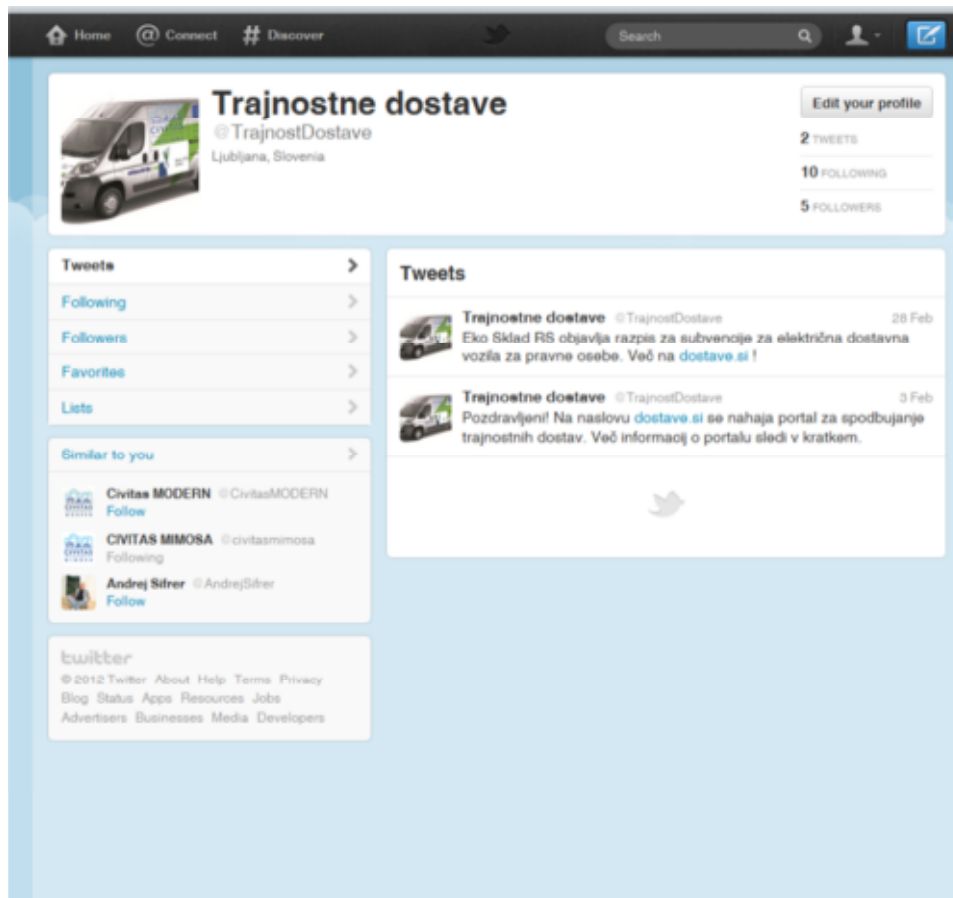 Home @ Connect # Discover Search
Trajnostne dostave
@TrajnostDostave
Ljubljana, Slovenia
Edit your profile
2 TWEETS
10 FOLLOWING
5 FOLLOWERS
Tweets
Following
Followers
Favorites
Lists
Similar to you
Civitas MODERN @CivitasMODERN
Follow
CIVITAS MIMOSA @civitasmimosa
Following
Andrej Sifrer @AndrejSifrer
Follow
twitter
© 2012 Twitter About Help Terms Privacy
Blog Status Apps Resources Jobs
Advertisers Businesses Media Developers
Tweets
Trajnostne dostave @TrajnostDostave 28 Feb
Eko Sklad RS objavlja razpis za subvencije za električna dostavna
vozila za pravne osebe. Več na dostave.si !
Trajnostne dostave @TrajnostDostave 3 Feb
Pozdravljeni! Na naslovu dostave.si se nahaja portal za spodbujanje
trajnostnih dostav. Več informacij o portalu sledi v kratkem.